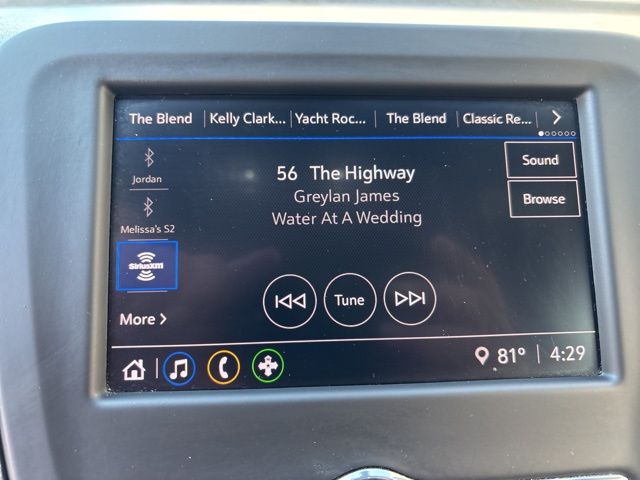 The Blend Kelly Clark... Yacht Roc... The Blend Classic Re... >
Jordan
Melissa's S2
SiriusXM
More >
56 The Highway
Greylan James
Water At A Wedding
Sound
Browse
Tune
81° 4:29